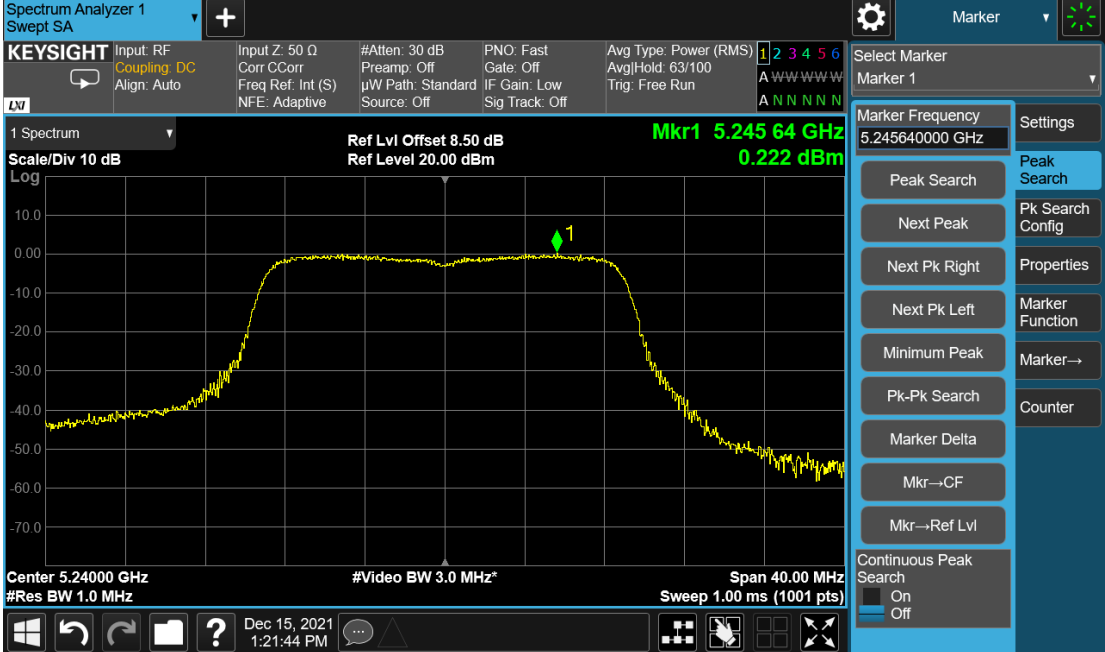 Spectrum Analyzer 1
Swept SA
+
Marker
KEYSIGHT
LXI
Input: RF
Coupling: DC
Align: Auto
Input Z: 50 Ω
Corr CCorr
Freq Ref: Int (S)
NFE: Adaptive
#Atten: 30 dB
Preamp: Off
µW Path: Standard
Source: Off
PNO: Fast
Gate: Off
IF Gain: Low
Sig Track: Off
Avg Type: Power (RMS)
Avg|Hold: 63/100
Trig: Free Run
1 2 3 4 5 6
A W W W W W
A N N N N N
1 Spectrum
Scale/Div 10 dB
Log
Ref Lvl Offset 8.50 dB
Ref Level 20.00 dBm
Mkr1 5.245 64 GHz
0.222 dBm
1
10.0
0.00
-10.0
-20.0
-30.0
-40.0
-50.0
-60.0
-70.0
Center 5.24000 GHz
#Res BW 1.0 MHz
#Video BW 3.0 MHz*
Span 40.00 MHz
Sweep 1.00 ms (1001 pts)
Select Marker
Marker 1
Marker Frequency
5.245640000 GHz
Peak Search
Next Peak
Next Pk Right
Next Pk Left
Minimum Peak
Pk-Pk Search
Marker Delta
Mkr→CF
Mkr→Ref Lvl
Continuous Peak
Search
On
Off
Settings
Peak
Search
Pk Search
Config
Properties
Marker
Function
Marker→
Counter
?
Dec 15, 2021
1:21:44 PM